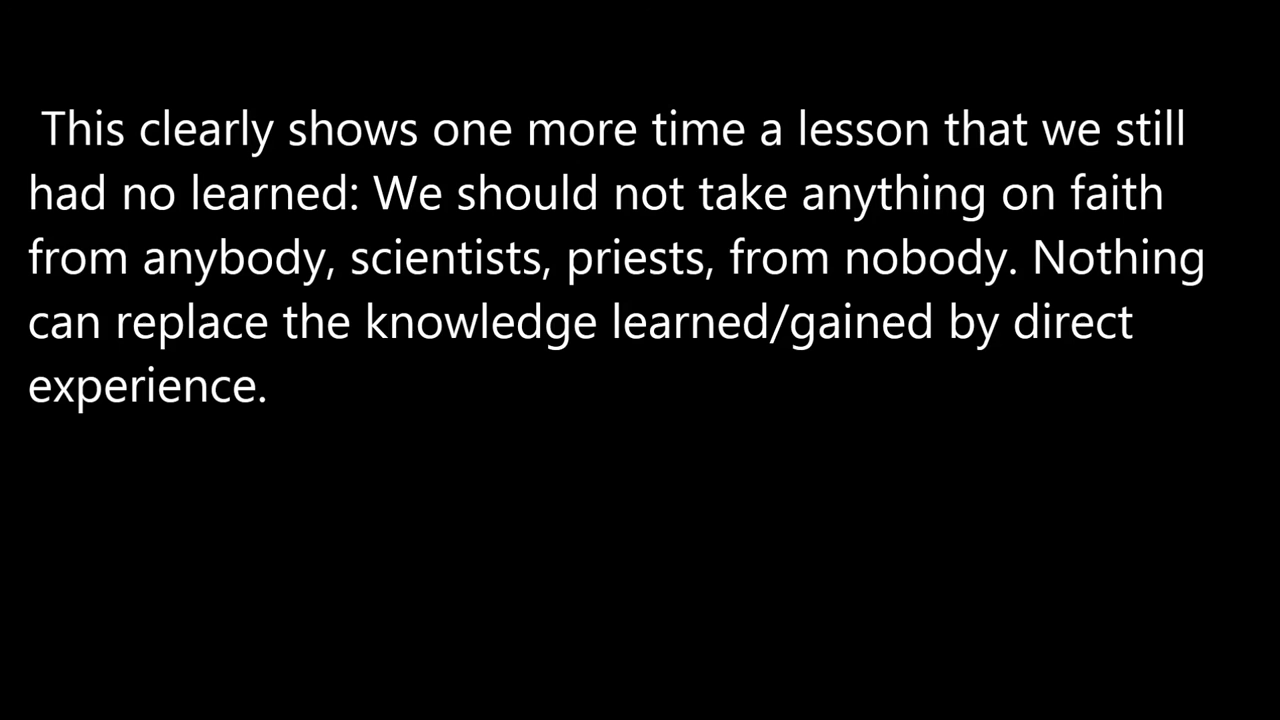 This clearly shows one more time a lesson that we still
had no learned: We should not take anything on faith
from anybody, scientists, priests, from nobody. Nothing
can replace the knowledge learned/gained by direct
experience.